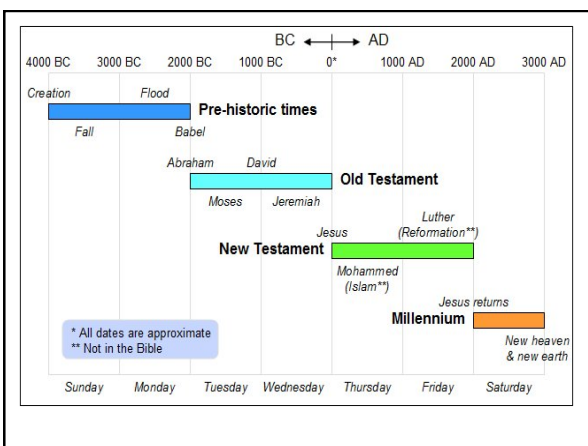 BC AD
4000 BC 3000 BC 2000 BC 1000 BC 0* 1000 AD 2000 AD 3000 AD
Creation Flood
Pre-historic times
Fall Babel
Abraham David
Old Testament
Moses Jeremiah
Luther
Jesus (Reformation**)
New Testament
Mohammed
(Islam**)
Jesus returns
Millennium
* All dates are approximate
** Not in the Bible
New heaven
& new earth
Sunday Monday Tuesday Wednesday Thursday Friday Saturday